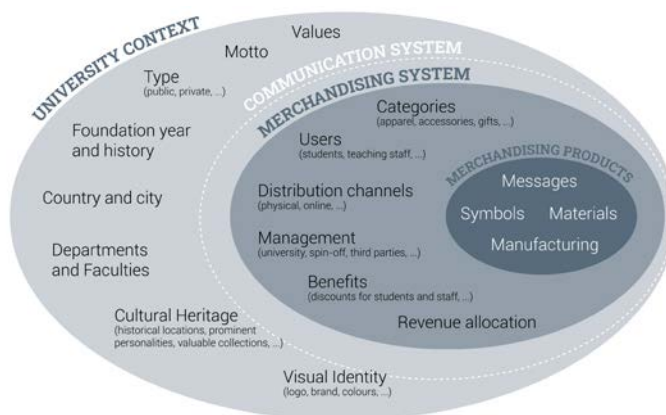 UNIVERSITY CONTEXT
Values
Motto
Type
(public, private, ...)
Foundation year
and history
Country and city
Departments
and Faculties
Cultural Heritage
(historical locations, prominent
personalities, valuable collections, ...)
Visual Identity
(logo, brand, colours, ...)
COMMUNICATION SYSTEM
MERCHANDISING SYSTEM
Categories
(apparel, accessories, gifts, ...)
Users
(students, teaching staff, ...)
Distribution channels
(physical, online, ...)
Management
(university, spin-off, third parties, ...)
Benefits
(discounts for students and staff, ...)
Revenue allocation
MERCHANDISING PRODUCTS
Messages
Symbols Materials
Manufacturing